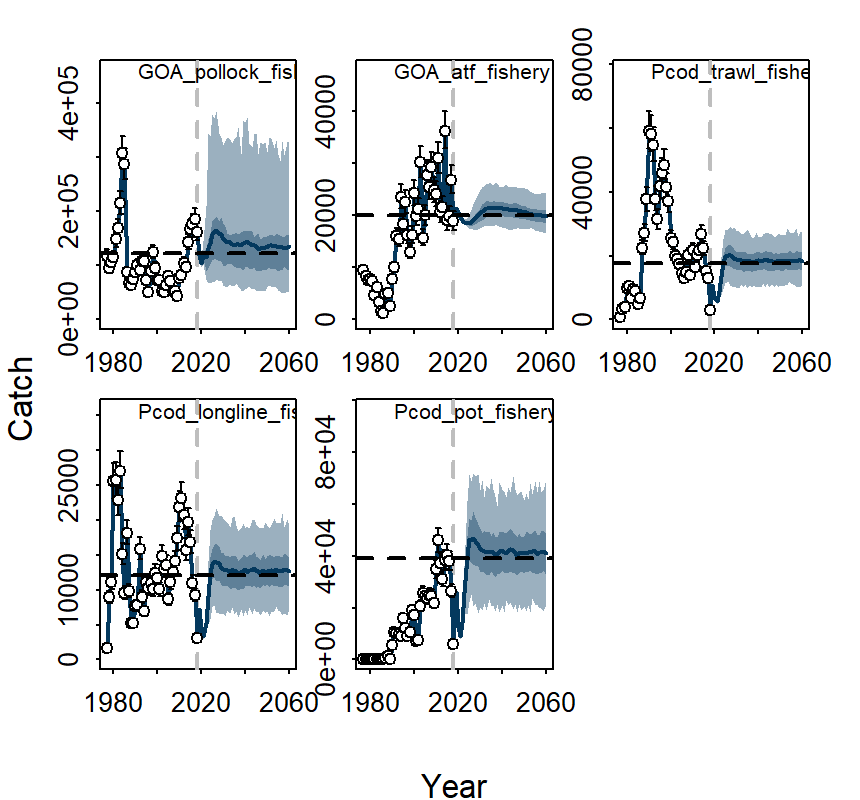 GOA_pollock_fisl
GOA_atf_fishery
Pcod_trawl_fishe
0e+00 2e+05 4e+05
0 20000 40000
0 40000 80000
1980 2020 2060
1980 2020 2060
1980 2020 2060
Catch
Pcod_longline_fis
Pcod_pot_fishery
0 10000 25000
0e+00 4e+04 8e+04
1980 2020 2060
1980 2020 2060
Year